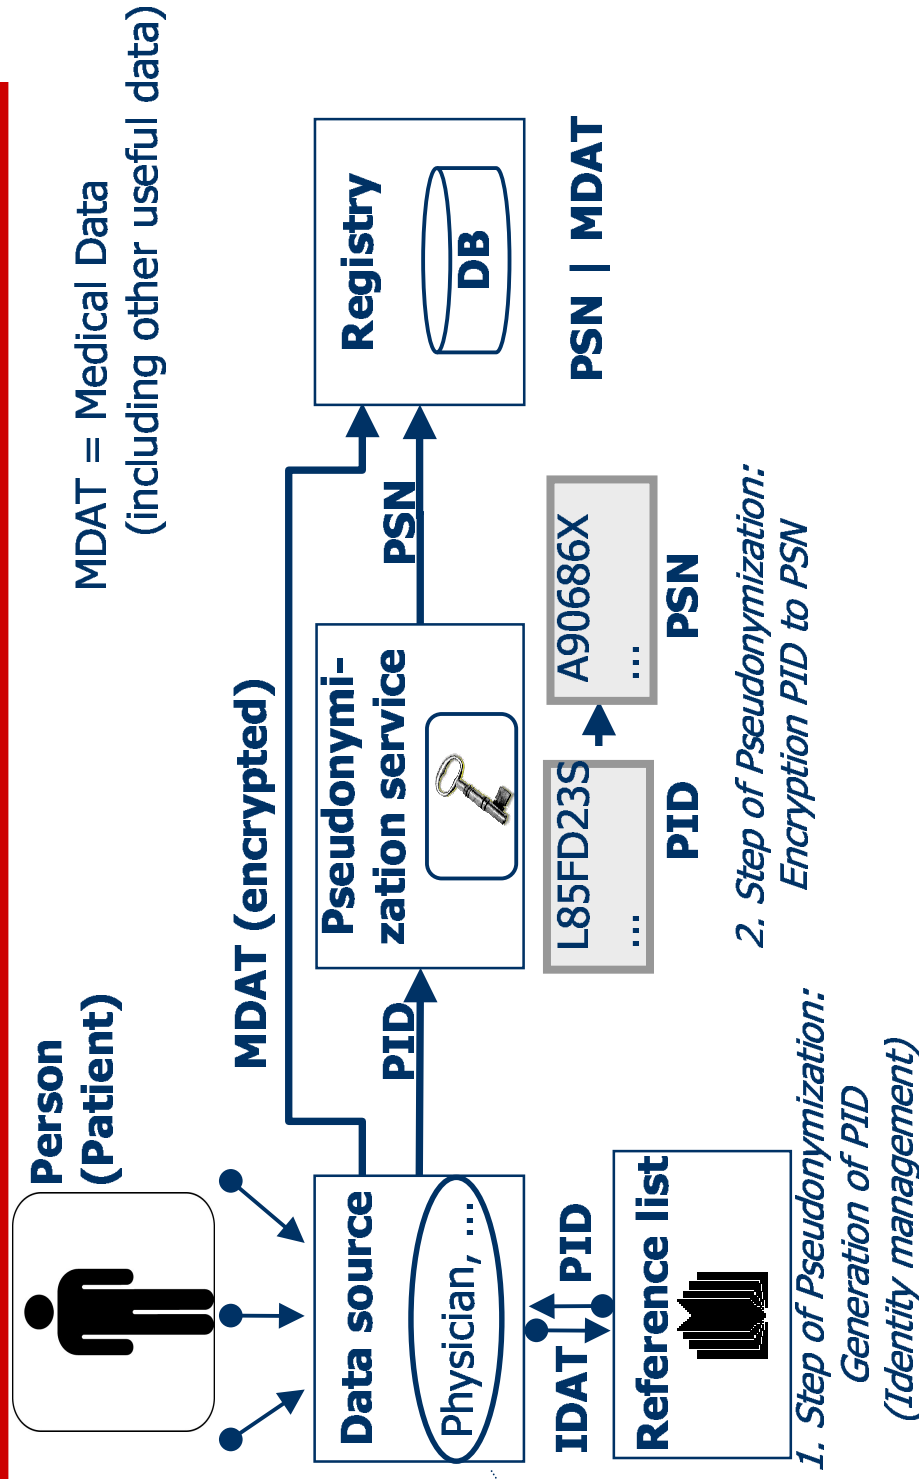 MDAT = Medical Data
(including other useful data)
Person
(Patient)
MDAT (encrypted)
Data source
Physician, ...
PID
Pseudonymi-
zation service
PSN
Registry
DB
IDAT
PID
L85FD23S
...
A90686X
...
PSN | MDAT
Reference list
PID
PSN
1. Step of Pseudonymization:
Generation of PID
(Identity management)
2. Step of Pseudonymization:
Encryption PID to PSN